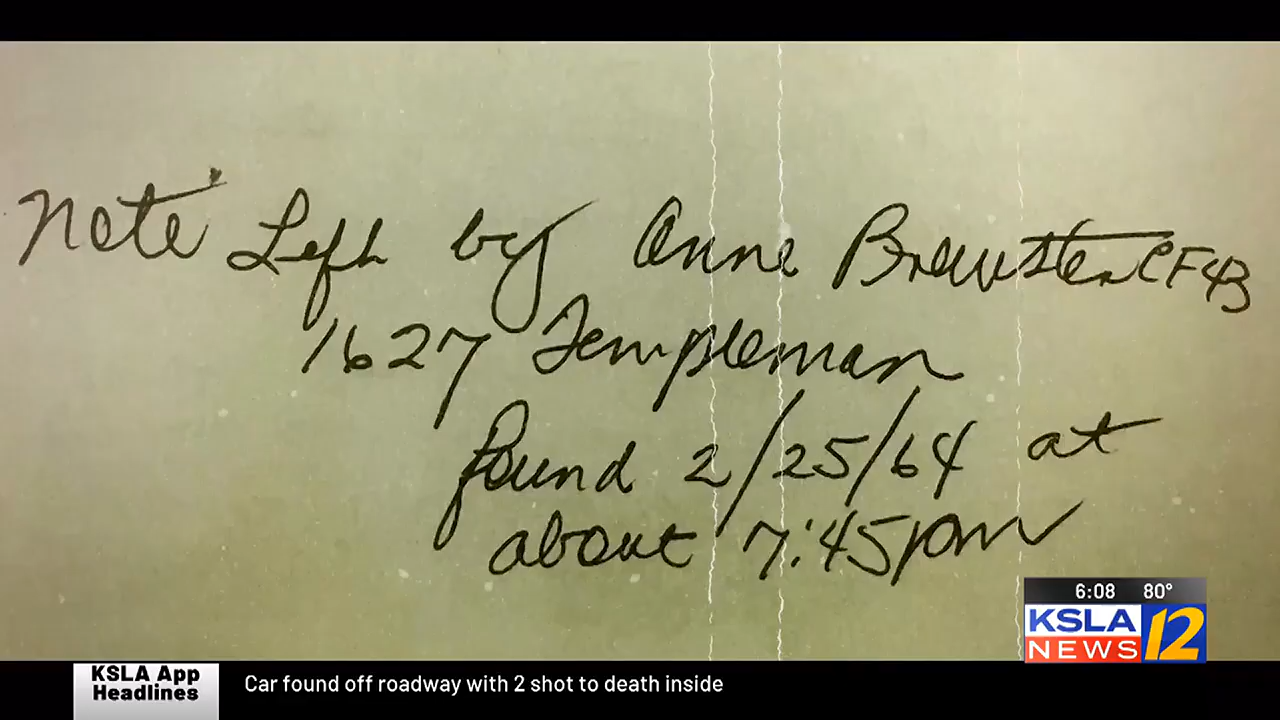 Note Left by Anne Brewster CF4B
1627 Templeman
found 2/25/64 at
about 7:45pm
6:08 80°
KSLA 12
NEWS
KSLA App
Headlines
Car found off roadway with 2 shot to death inside